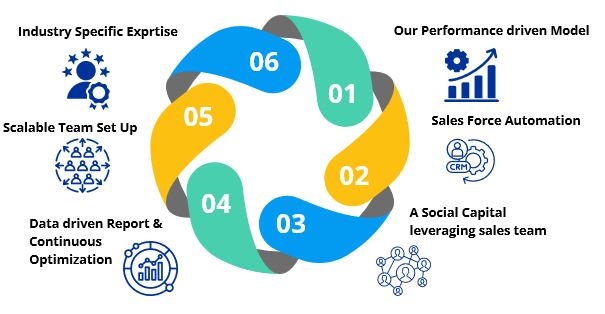 Industry Specific Exprtise
Our Performance driven Model
06
01
Scalable Team Set Up
05
Sales Force Automation
CRM
02
04
03
Data driven Report &
Continuous
Optimization
A Social Capital
leveraging sales team